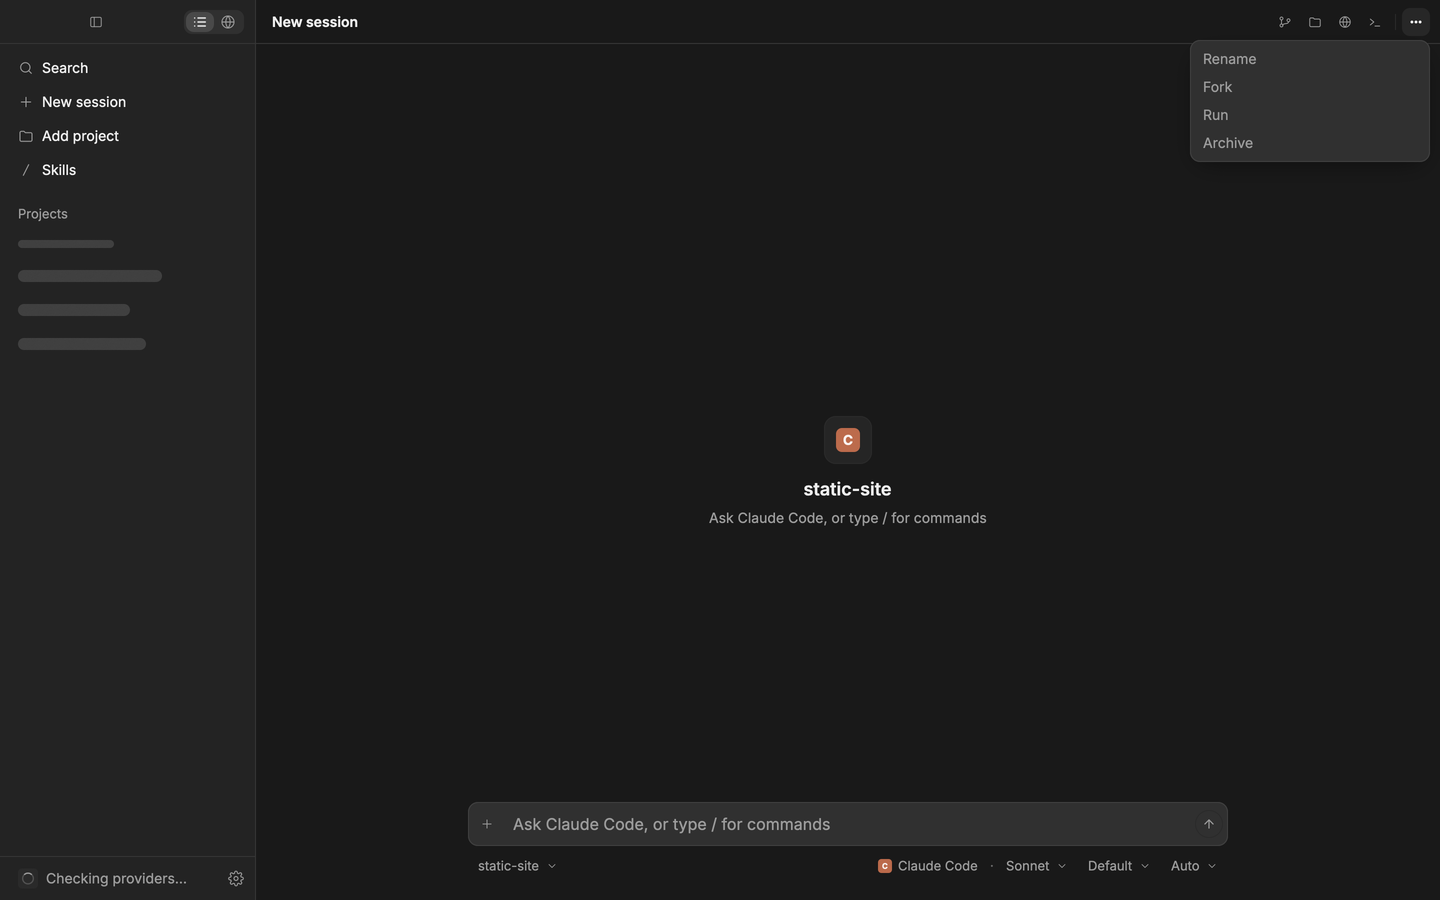 New session
Rename
Fork
Run
Archive
Search
New session
Add project
/ Skills
Projects
C
static-site
Ask Claude Code, or type / for commands
Ask Claude Code, or type / for commands
static-site
C Claude Code · Sonnet Default Auto
Checking providers...